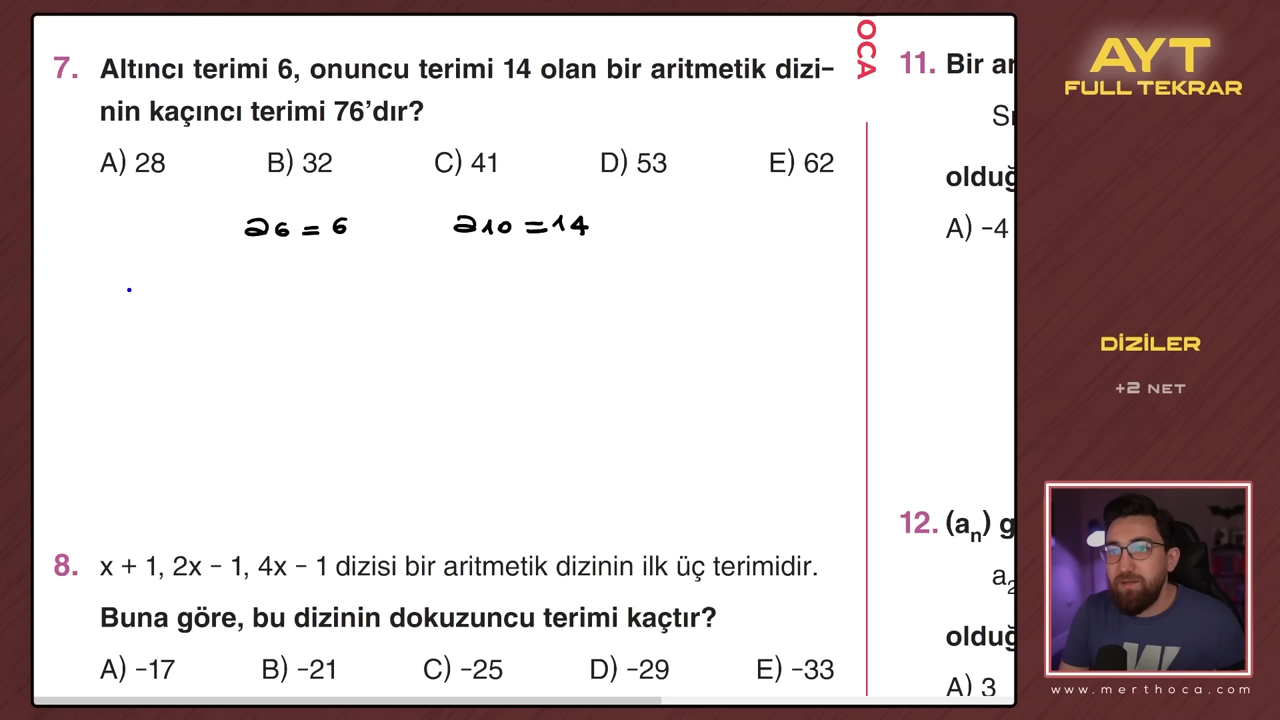 7. Altıncı terimi 6, onuncu terimi 14 olan bir aritmetik dizi-
nin kaçıncı terimi 76'dır?
A) 28 B) 32 C) 41 D) 53 E) 62
a6 = 6 a10 = 14
8. x + 1, 2x - 1, 4x - 1 dizisi bir aritmetik dizinin ilk üç terimidir.
Buna göre, bu dizinin dokuzuncu terimi kaçtır?
A) -17 B) -21 C) -25 D) -29 E) -33
OCA
11. Bir ar
olduğ
A) -4
12. (an) g
a2
olduğ
A) 3
AYT
FULL TEKRAR
DİZİLER
+2 NET
www.merthoca.com